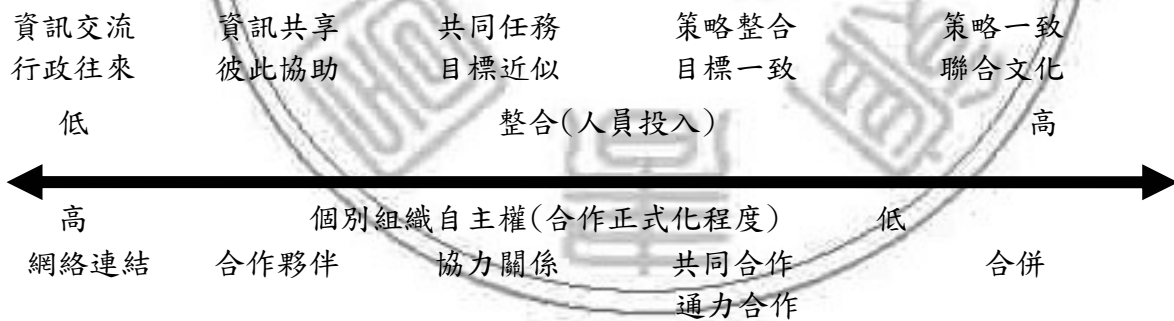 資訊交流 資訊共享 共同任務 策略整合 策略一致
行政往來 彼此協助 目標近似 目標一致 聯合文化
低 整合(人員投入) 高
高 個別組織自主權(合作正式化程度) 低
網絡連結 合作夥伴 協力關係 共同合作 合併
通力合作